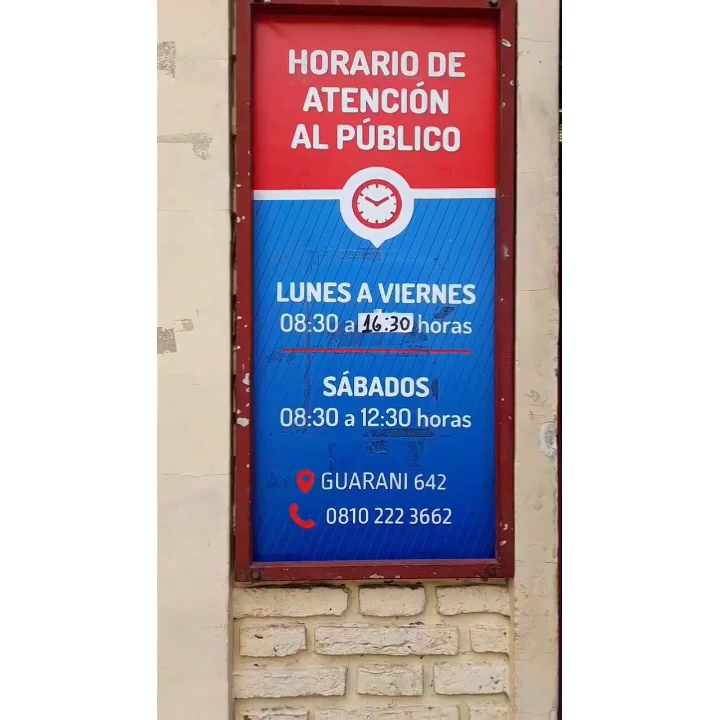 HORARIO DE
ATENCIÓN
AL PÚBLICO
LUNES A VIERNES
08:30 a 16:30 horas
SÁBADOS
08:30 a 12:30 horas
GUARANI 642
0810 222 3662